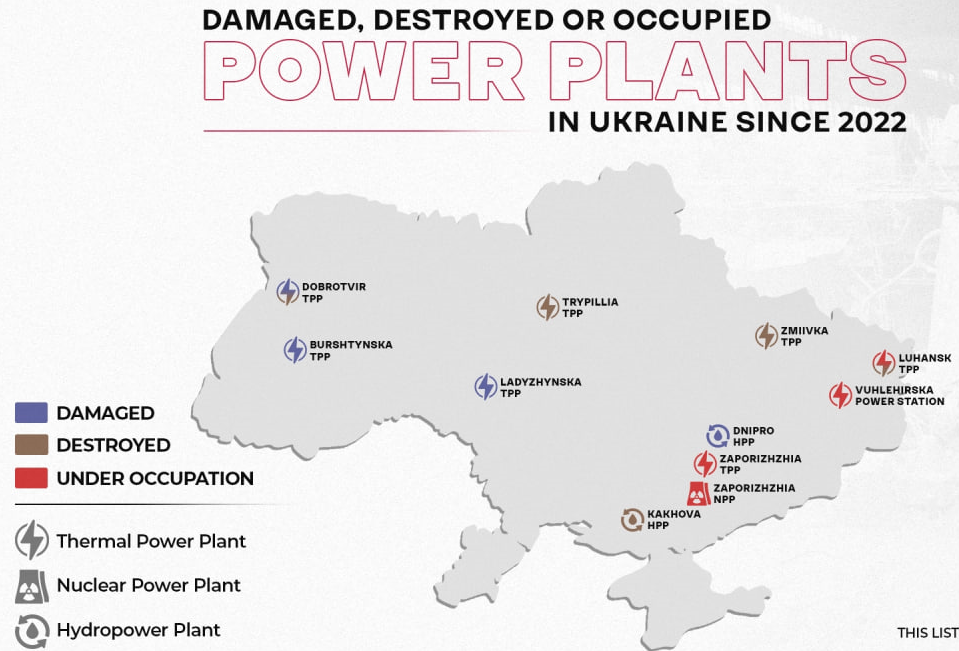 DAMAGED, DESTROYED OR OCCUPIED
POWER PLANTS
IN UKRAINE SINCE 2022
DOBROTVIR
TPP
TRYPILLIA
TPP
ZMIIVKA
TPP
BURSHTYNSKA
TPP
LUHANSK
TPP
LADYZHYNSKA
TPP
VUHLEHIRSKA
POWER STATION
DNIPRO
HPP
ZAPORIZHZHIA
TPP
ZAPORIZHZHIA
NPP
KAKHOVA
HPP
DAMAGED
DESTROYED
UNDER OCCUPATION
Thermal Power Plant
Nuclear Power Plant
Hydropower Plant
THIS LIST